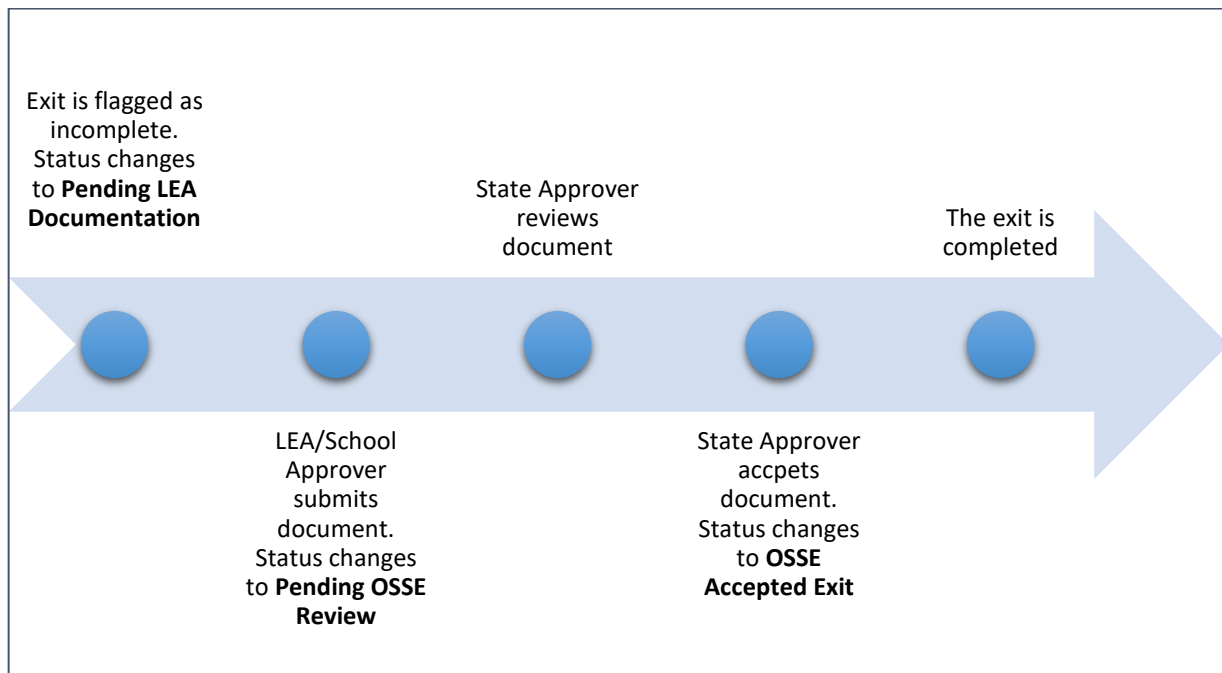 Exit is flagged as
incomplete.
Status changes
to Pending LEA
Documentation
LEA/School
Approver
submits
document.
Status changes
to Pending OSSE
Review
State Approver
reviews
document
State Approver
accpets
document.
Status changes
to OSSE
Accepted Exit
The exit is
completed